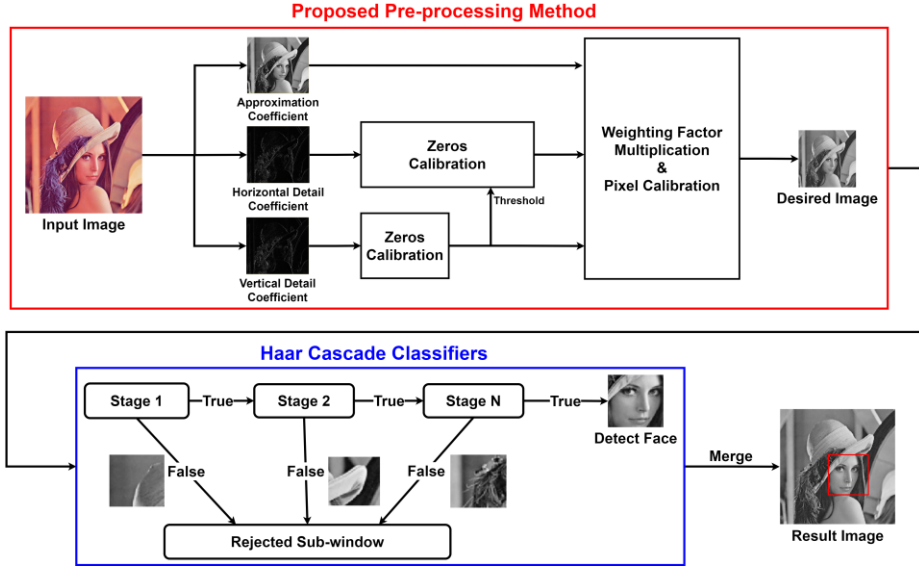 Proposed Pre-processing Method
Approximation
Coefficient
Zeros
Calibration
Weighting Factor
Multiplication
&
Pixel Calibration
Horizontal Detail
Coefficient
Threshold
Desired Image
Input Image
Zeros
Calibration
Vertical Detail
Coefficient
Haar Cascade Classifiers
Stage 1
True
Stage 2
True
Stage N
True
Detect Face
False
False
False
Merge
Rejected Sub-window
Result Image